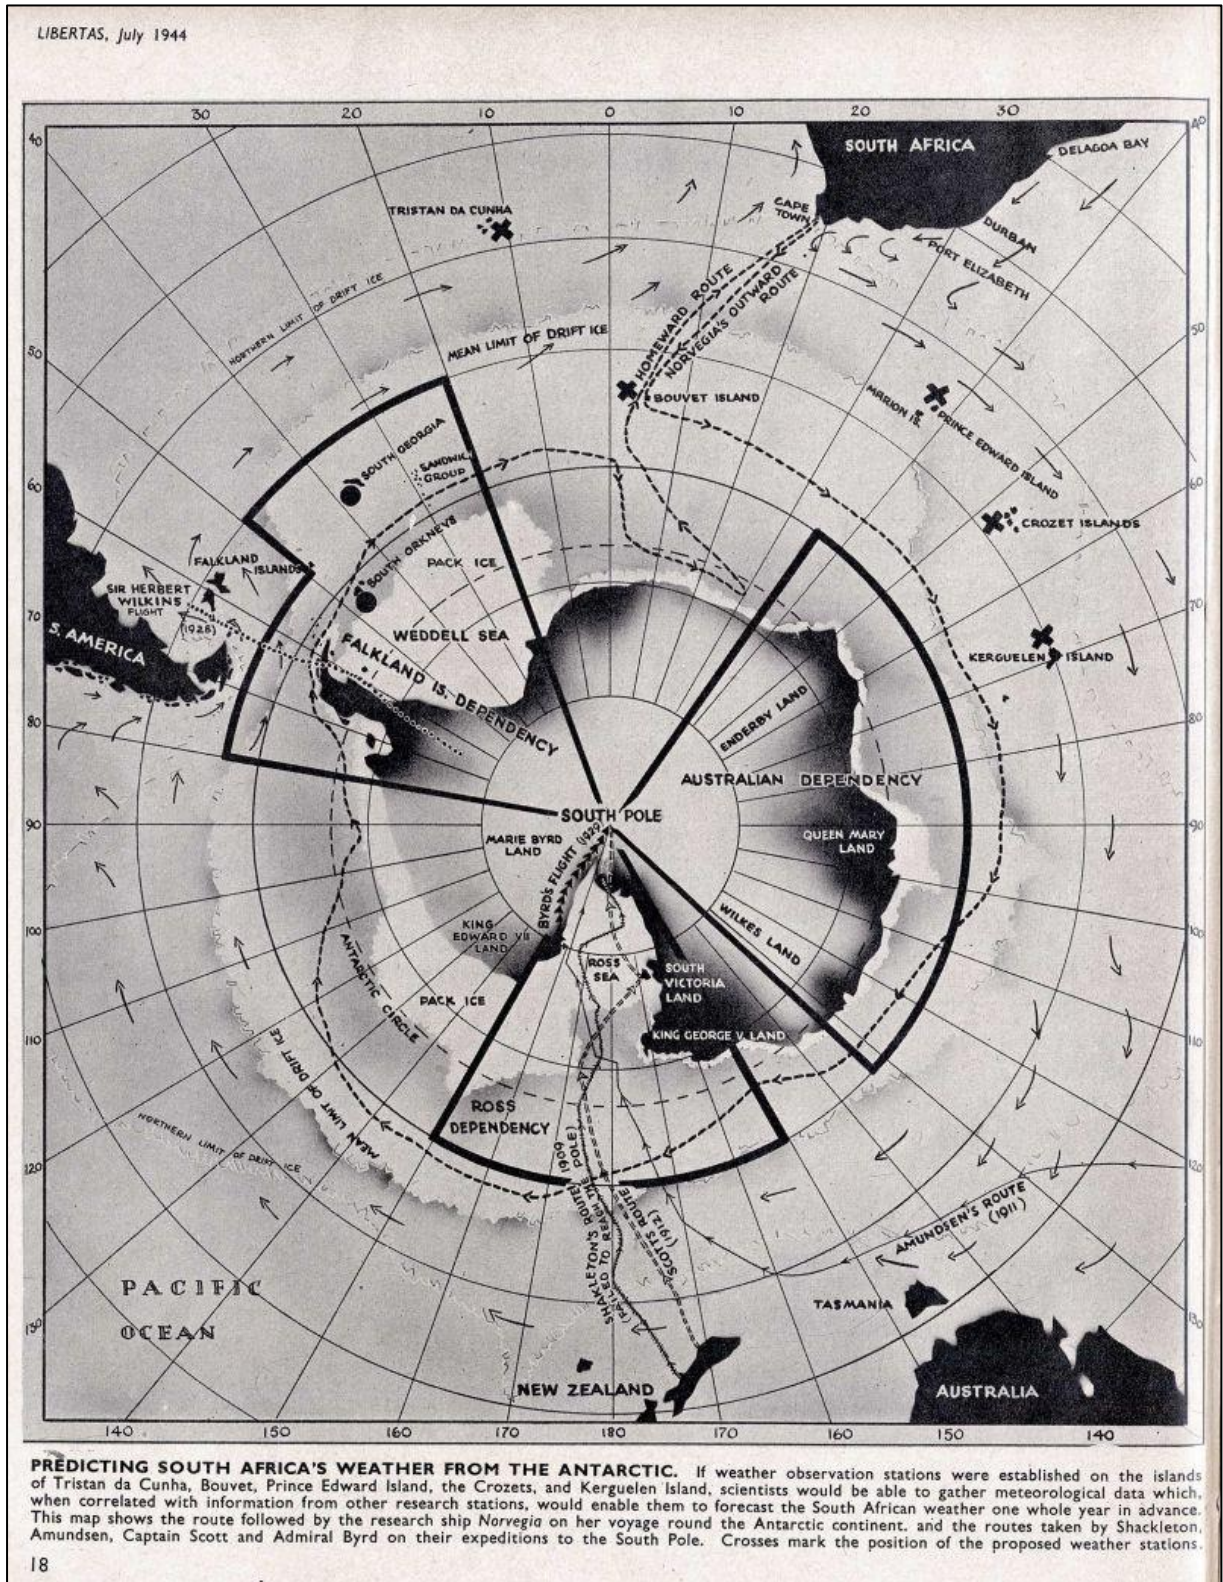 LIBERTAS, July 1944
30 20 10 0 10 20 30
40
40
SOUTH AFRICA
DELAGOA BAY
TRISTAN DA CUNHA
CAPE
TOWN
DURBAN
PORT ELIZABETH
NORTHERN LIMIT OF DRIFT ICE
HOMEWARD ROUTE
NORVEGIA'S OUTWARD
ROUTE
MEAN LIMIT OF DRIFT ICE
50
50
BOUVET ISLAND
MARION IS.
PRINCE EDWARD ISLAND
SOUTH GEORGIA
SANDWK.
GROUP
60
60
CROZET ISLANDS
SOUTH ORKNEYS
PACK ICE
FALKLAND
ISLANDS
SIR HERBERT
WILKINS
FLIGHT
(1928)
70
70
S. AMERICA
WEDDELL SEA
FALKLAND IS. DEPENDENCY
KERGUELEN ISLAND
ENDERBY LAND
80
80
AUSTRALIAN DEPENDENCY
SOUTH POLE
90
90
MARIE BYRD
LAND
BYRD'S FLIGHT (1929)
QUEEN MARY
LAND
KING
EDWARD VII
LAND
WILKES LAND
100
100
ANTARCTIC CIRCLE
ROSS
SEA
SOUTH
VICTORIA
LAND
PACK ICE
KING GEORGE V. LAND
110
110
MEAN LIMIT OF DRIFT ICE
ROSS
DEPENDENCY
NORTHERN LIMIT OF DRIFT ICE
120
120
SHAKLETON'S ROUTE 1909
(FAILED TO REACH THE POLE)
SCOTTS ROUTE
(1912)
AMUNDSEN'S ROUTE
(1911)
PACIFIC
OCEAN
TASMANIA
130
130
NEW ZEALAND
AUSTRALIA
140 150 160 170 180 170 160 150 140
PREDICTING SOUTH AFRICA'S WEATHER FROM THE ANTARCTIC. If weather observation stations were established on the islands
of Tristan da Cunha, Bouvet, Prince Edward Island, the Crozets, and Kerguelen Island, scientists would be able to gather meteorological data which,
when correlated with information from other research stations, would enable them to forecast the South African weather one whole year in advance.
This map shows the route followed by the research ship Norvegia on her voyage round the Antarctic continent, and the routes taken by Shackleton,
Amundsen, Captain Scott and Admiral Byrd on their expeditions to the South Pole. Crosses mark the position of the proposed weather stations.
18